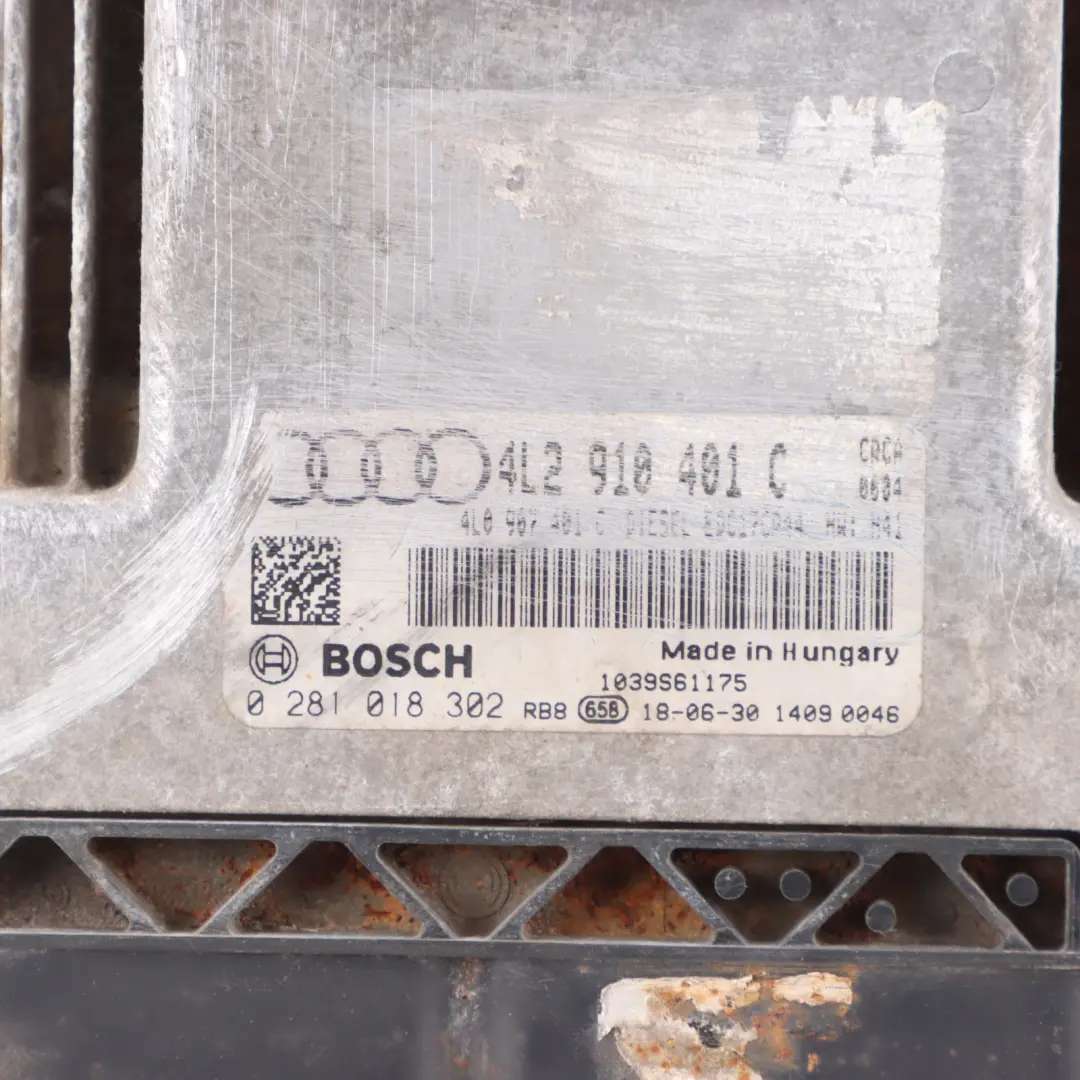 4L2 910 401 C CRCA
0004
4L0 907 401 C DIESEL EDC17CP44 HW: H41
BOSCH Made in Hungary
1039S61175
0 281 018 302 RB8 658 18-06-30 1409 0046